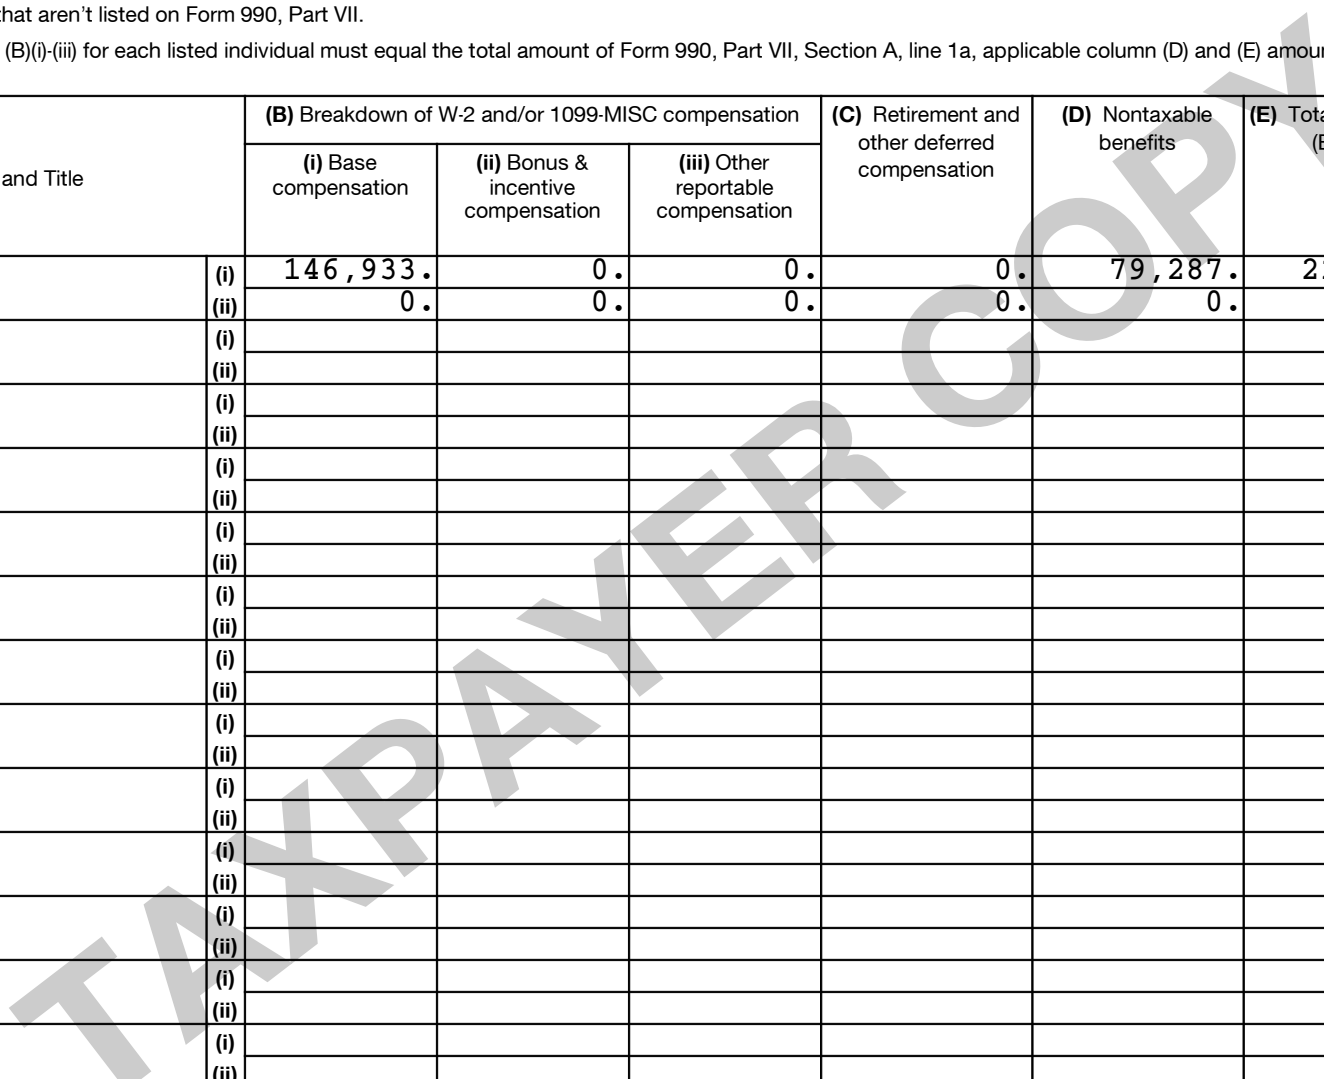 that aren't listed on Form 990, Part VII.
(B)(i)-(iii) for each listed individual must equal the total amount of Form 990, Part VII, Section A, line 1a, applicable column (D) and (E)
(B) Breakdown of W-2 and/or 1099-MISC compensation (C) Retirement and other deferred compensation (D) Nontaxable benefits (E)
and Title (i) Base compensation (ii) Bonus & incentive compensation (iii) Other reportable compensation
(i) 146,933. 0. 0. 0. 79,287.
(ii) 0. 0. 0. 0. 0.
(i)
(ii)
(i)
(ii)
(i)
(ii)
(i)
(ii)
(i)
(ii)
(i)
(ii)
(i)
(ii)
(i)
(ii)
(i)
(ii)
(i)
(ii)
(i)
(ii)
(i)
(ii)
TAXPAYER COPY